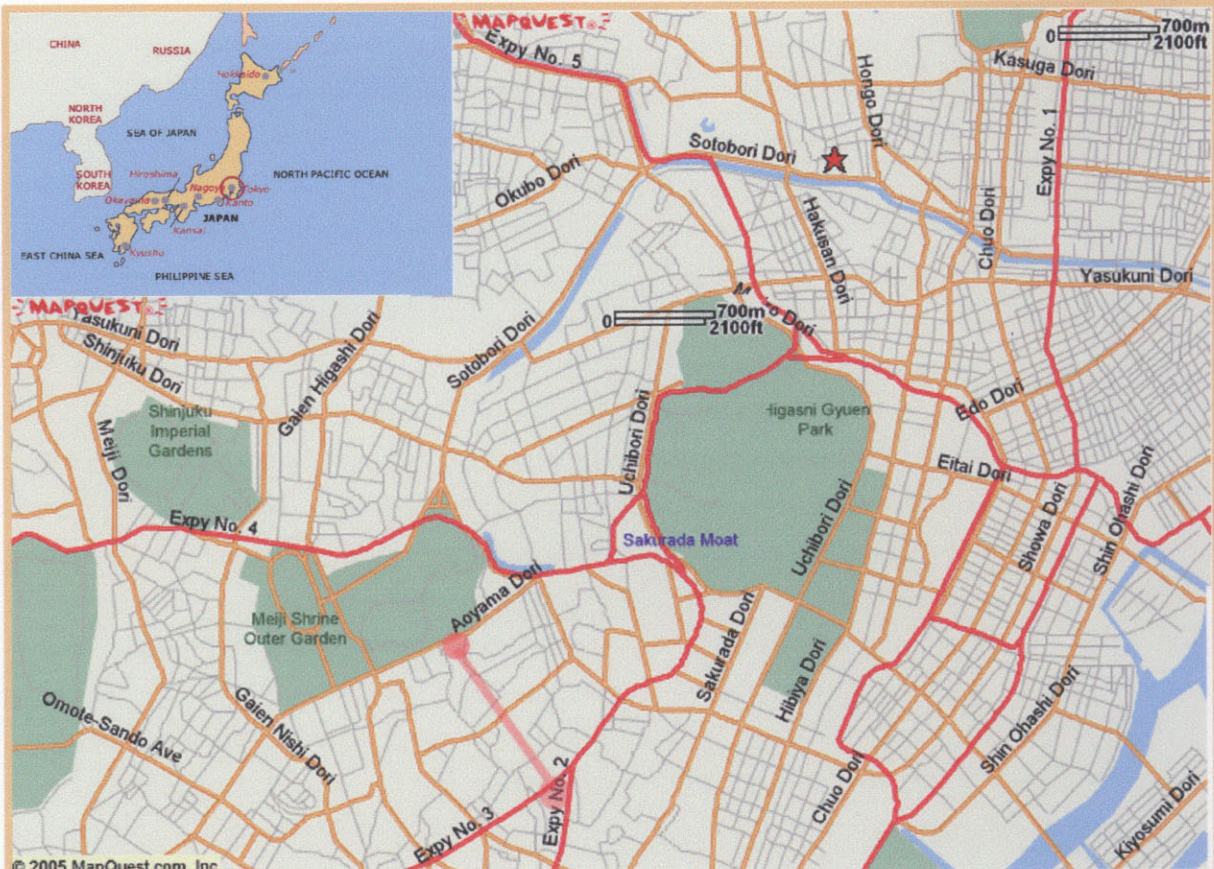 CHINA
RUSSIA
Hokkaido
NORTH
KOREA
SEA OF JAPAN
SOUTH
KOREA
Hiroshima
Nagoya
Tokyo
NORTH PACIFIC OCEAN
Okayama
Kanto
JAPAN
Kansai
EAST CHINA SEA
Kyushu
PHILIPPINE SEA
MAPQUEST
MAPQUEST
0 700m
2100ft
Expy No. 5
Kasuga Dori
Hongo Dori
Expy No. 1
Sotobori Dori
Okubo Dori
Hakusan Dori
Chuo Dori
Yasukuni Dori
0 700m
2100ft
Dori
Yasukuni Dori
Shinjuku Dori
Gaien Higashi Dori
Sotobori Dori
Shinjuku
Imperial
Gardens
Meiji Dori
Uchibori Dori
Higasni Gyuen
Park
Edo Dori
Eitai Dori
Expy No. 4
Sakurada Moat
Uchibori Dori
Showa Dori
Shin Ohashi Dori
Aoyama Dori
Meiji Shrine
Outer Garden
Sakurada Dori
Hibiya Dori
Omote-Sando Ave
Gaien Nishi Dori
Shin Ohashi Dori
Expy No. 2
Expy No. 3
Chuo Dori
Kiyosumi Dori
© 2005 MapQuest.com, Inc